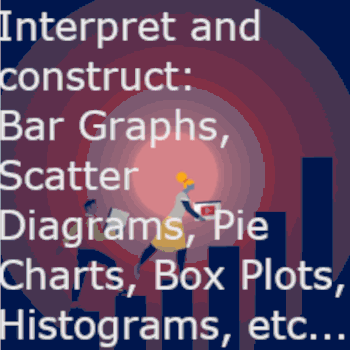 Interpret and
construct:
Bar Graphs,
Scatter
Diagrams, Pie
Charts, Box Plots,
Histograms, etc...